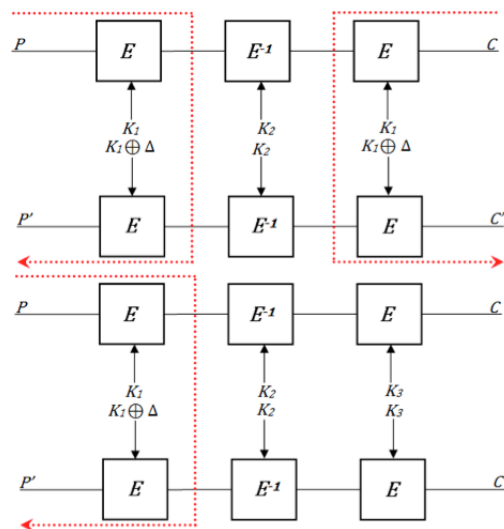 P E E⁻¹ E C
K₁ K₂ K₁
K₁ ⊕ Δ K₂ K₁ ⊕ Δ
P' E E⁻¹ E C'
P E E⁻¹ E C
K₁ K₂ K₃
K₁ ⊕ Δ K₂ K₃
P' E E⁻¹ E C